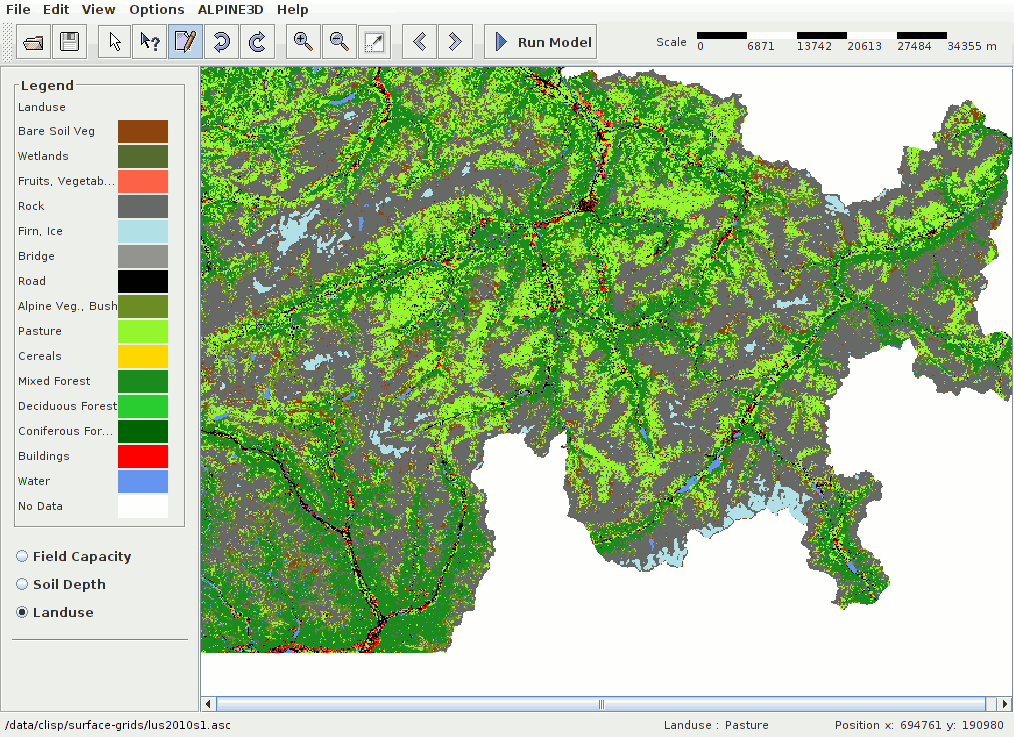 File Edit View Options ALPINE3D Help
Run Model
Scale 0 6871 13742 20613 27484 34355 m
Legend
Landuse
Bare Soil Veg
Wetlands
Fruits, Vegetab...
Rock
Firn, Ice
Bridge
Road
Alpine Veg., Bush
Pasture
Cereals
Mixed Forest
Deciduous Forest
Coniferous For...
Buildings
Water
No Data
Field Capacity
Soil Depth
Landuse
/data/clisp/surface-grids/lus2010s1.asc Landuse : Pasture Position x: 694761 y: 190980